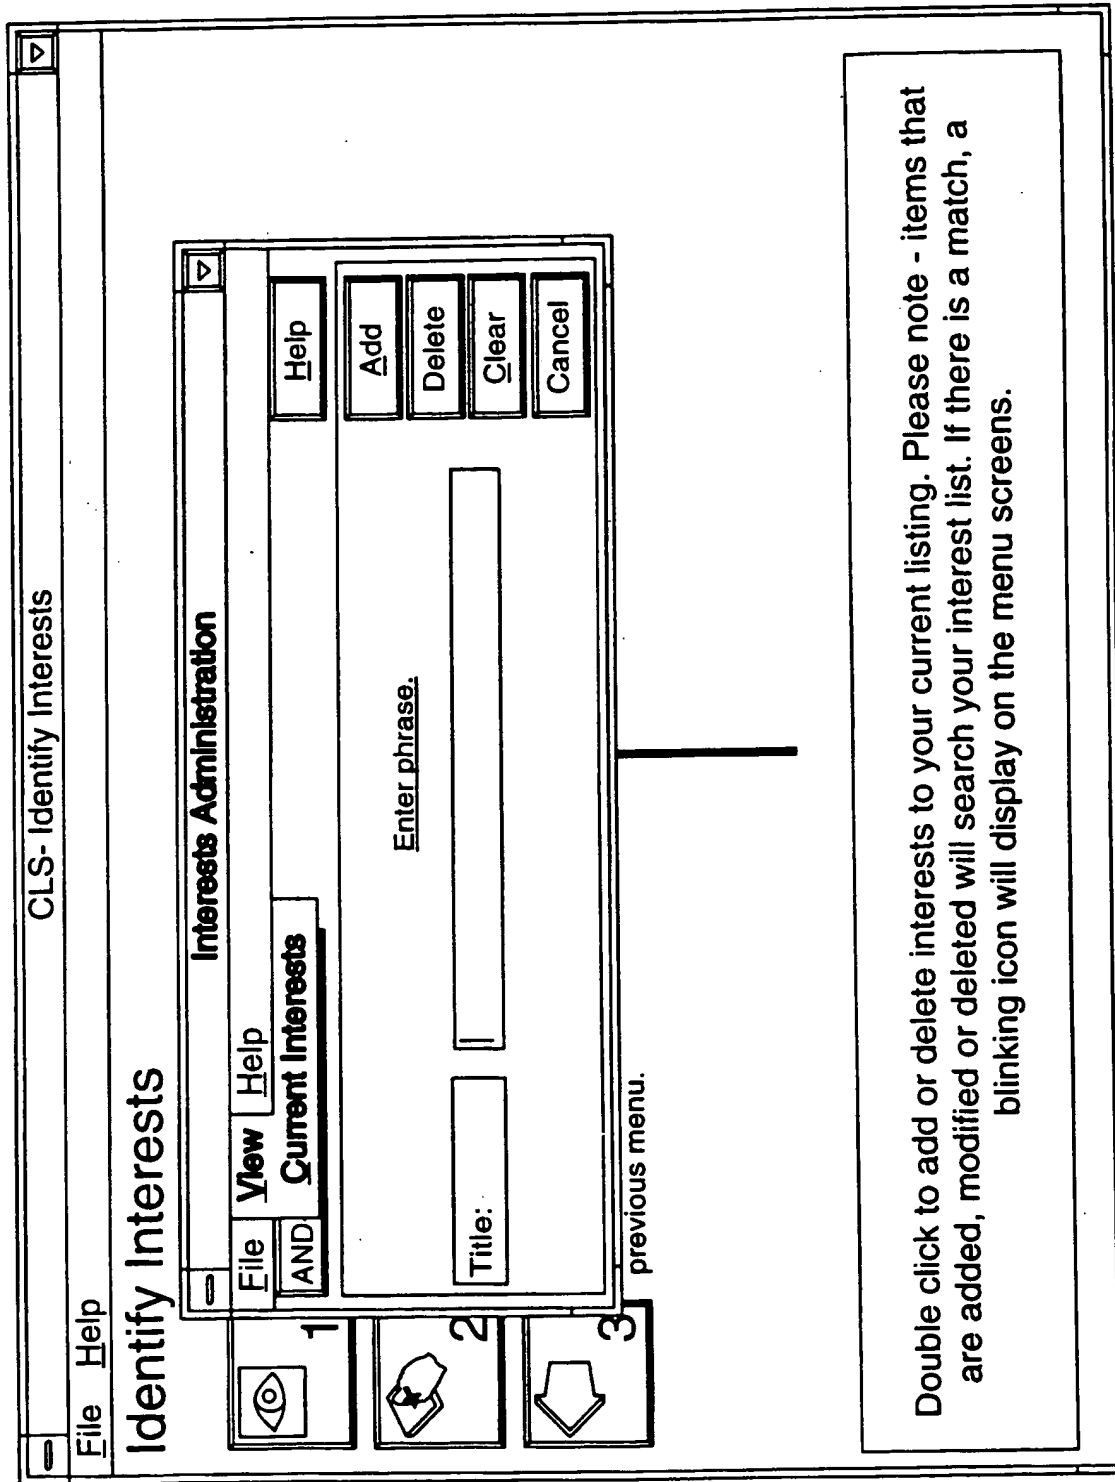 CLS- Identify Interests
File Help
Identify Interests
Interests Administration
File View Help
AND Current Interests
Help
Enter phrase.
Title:
Add
Delete
Clear
Cancel
1
2
3
previous menu.
Double click to add or delete interests to your current listing. Please note - items that
are added, modified or deleted will search your interest list. If there is a match, a
blinking icon will display on the menu screens.